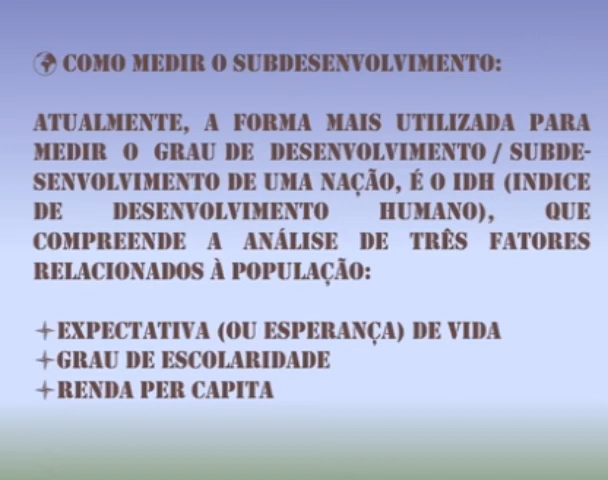 COMO MEDIR O SUBDESENVOLVIMENTO:
ATUALMENTE, A FORMA MAIS UTILIZADA PARA
MEDIR O GRAU DE DESENVOLVIMENTO / SUBDE-
SENVOLVIMENTO DE UMA NAÇÃO, É O IDH (INDICE
DE DESENVOLVIMENTO HUMANO), QUE
COMPREENDE A ANÁLISE DE TRÊS FATORES
RELACIONADOS À POPULAÇÃO:
+EXPECTATIVA (OU ESPERANÇA) DE VIDA
+GRAU DE ESCOLARIDADE
+RENDA PER CAPITA